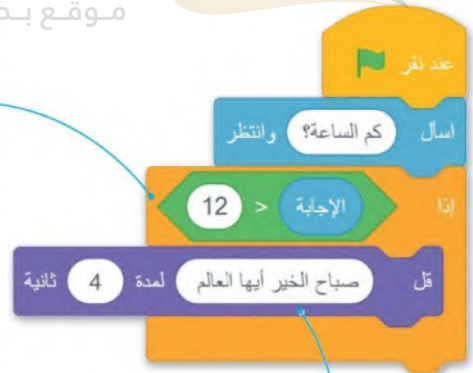 موقع بـ
عند نقر
اسأل كم الساعة؟ وانتظر
إذا الإجابة < 12
قل صباح الخير أيها العالم لمدة 4 ثانية